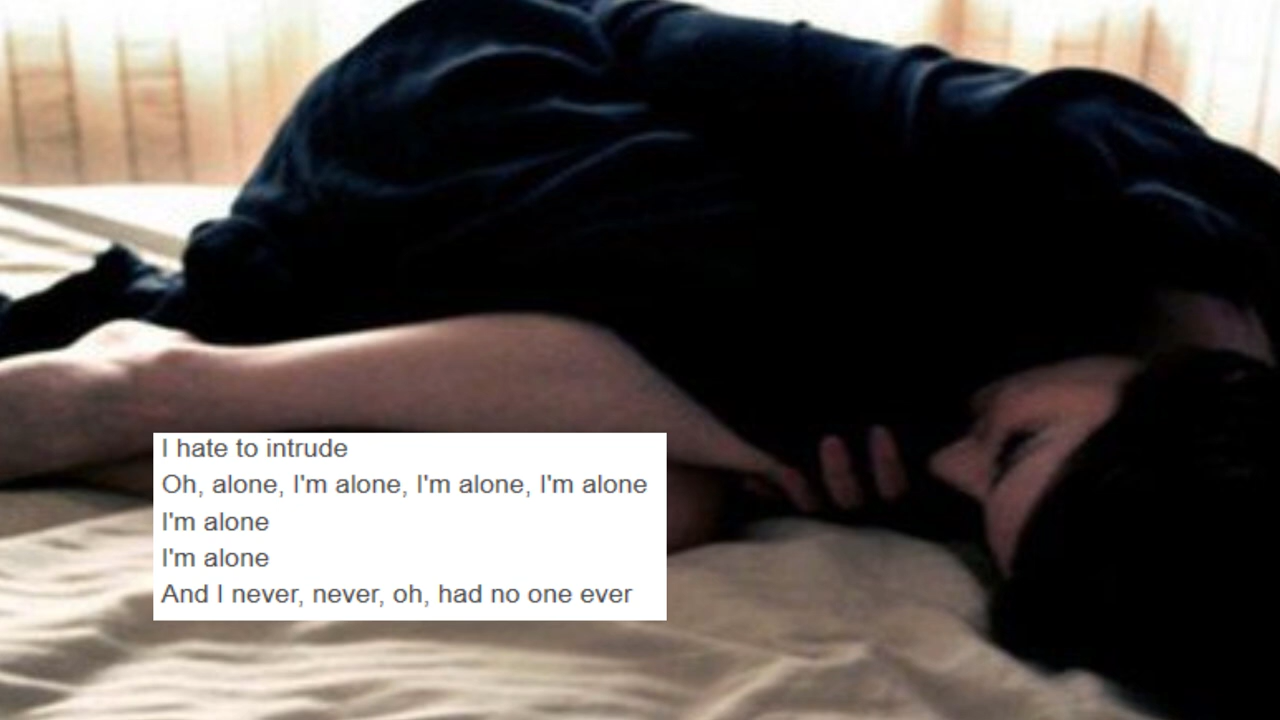 I hate to intrude
Oh, alone, I'm alone, I'm alone, I'm alone
I'm alone
I'm alone
And I never, never, oh, had no one ever